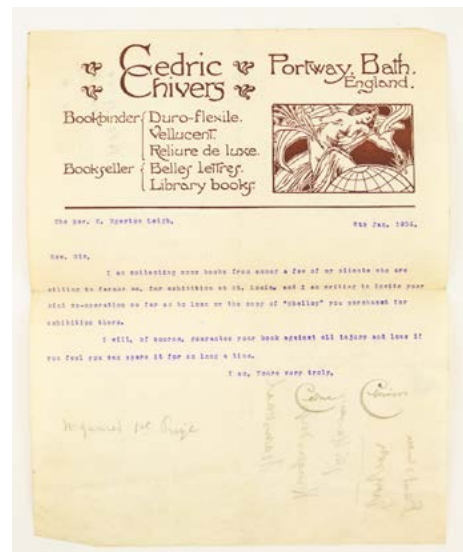 Cedric Chivers
Portway, Bath.
England.
Bookbinder { Duro-flexile.
Vellucent.
Reliure de luxe.
Bookseller { Belles lettres.
Library books.
The Rev. E. Egerton Leigh,
8th Jan. 1904.
Rev. Sir,
I am collecting some books from among a few of my clients who are
willing to favour me, for exhibition at St. Louis, and I am writing to invite your
kind co-operation so far as to loan me the copy of "Shelley" you purchased for
exhibition there.
I will, of course, guarantee your book against all injury and loss if
you feel you can spare it for so long a time.
I am, Yours very truly,
Cedric Chivers
1st Prize